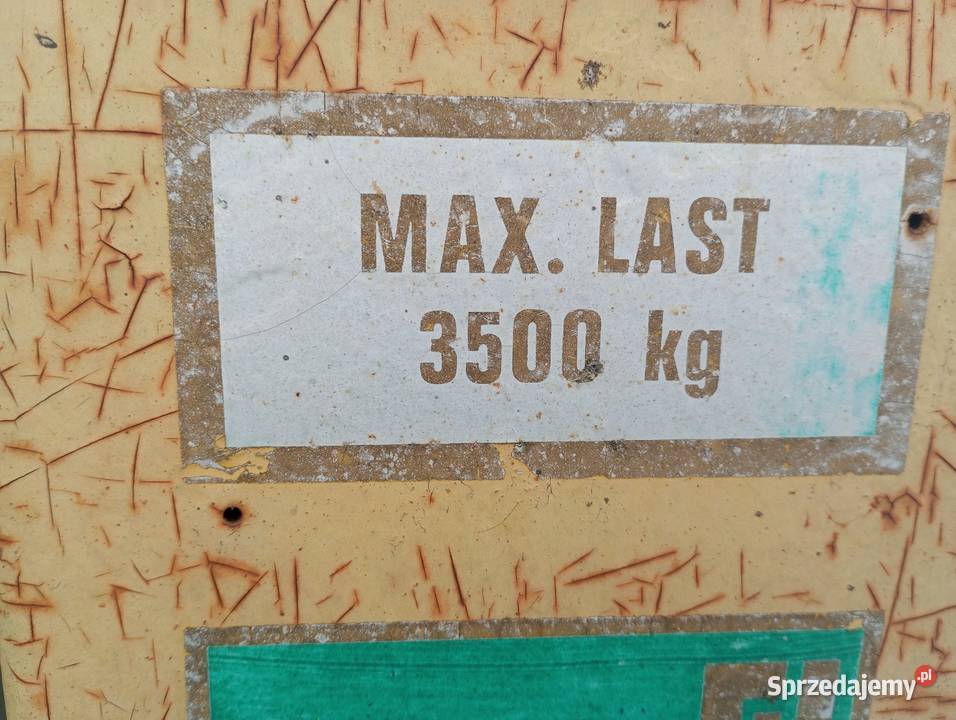 MAX. LAST
3500 kg
Sprzedajemy.pl